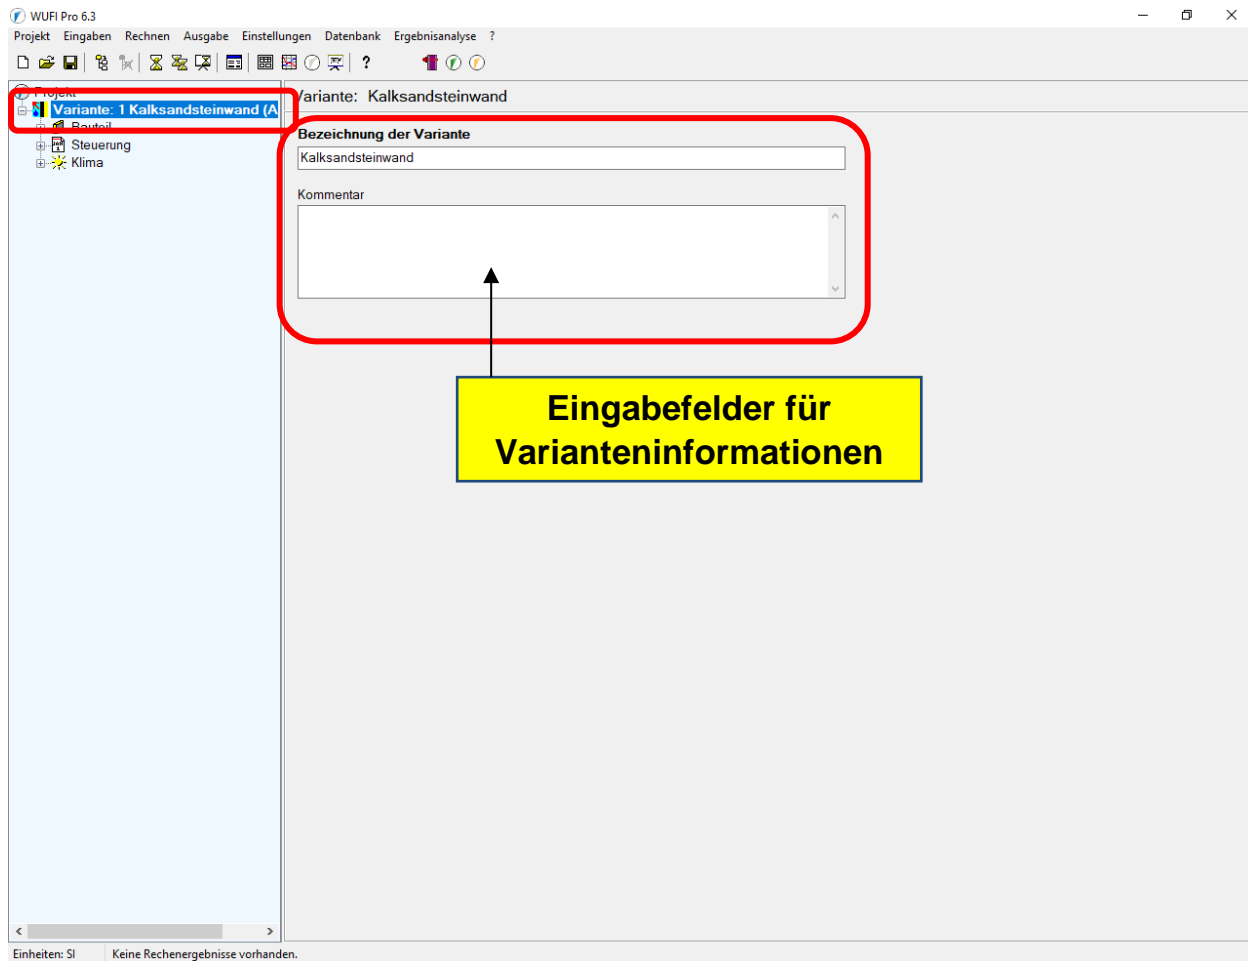 WUFI Pro 6.3
Projekt Eingaben Rechnen Ausgabe Einstellungen Datenbank Ergebnisanalyse ?
?
Projekt
Variante: 1 Kalksandsteinwand (A
Bauteil
Steuerung
Klima
Variante: Kalksandsteinwand
Bezeichnung der Variante
Kalksandsteinwand
Kommentar
Eingabefelder für
Varianteninformationen
Einheiten: SI Keine Rechenergebnisse vorhanden.